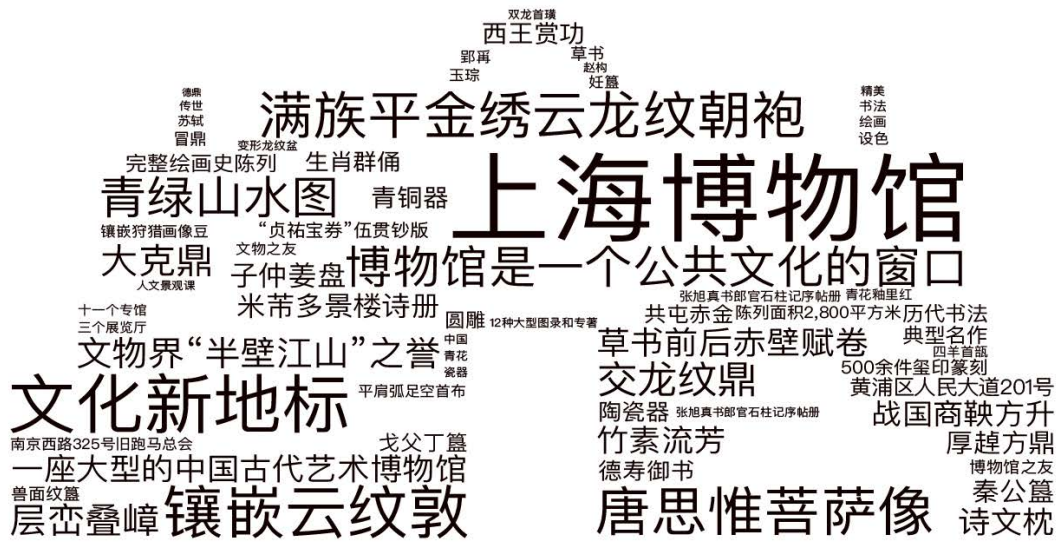 双龙首璜
西王赏功
郢爯
草书
赵构
玉琮
妊簋
德鼎
传世
苏轼
冒鼎
满族平金绣云龙纹朝袍
精美
书法
绘画
设色
变形龙纹盆
完整绘画史陈列
生肖群俑
上海博物馆
青绿山水图
青铜器
镶嵌狩猎画像豆
“贞祐宝券”伍贯钞版
大克鼎
文物之友
人文景观课
子仲姜盘
博物馆是一个公共文化的窗口
米芾多景楼诗册
张旭真书郎官石柱记序帖册
青花釉里红
十一个专馆
三个展览厅
圆雕
12种大型图录和专著
共屯赤金
陈列面积2,800平方米
历代书法
文物界“半壁江山”之誉
中国
青花
瓷器
草书前后赤壁赋卷
典型名作
四羊首瓿
500余件玺印篆刻
文化新地标
平肩弧足空首布
交龙纹鼎
黄浦区人民大道201号
陶瓷器
张旭真书郎官石柱记序帖册
战国商鞅方升
南京西路325号旧跑马总会
戈父丁簋
竹素流芳
厚趠方鼎
一座大型的中国古代艺术博物馆
德寿御书
博物馆之友
兽面纹簋
层峦叠嶂
镶嵌云纹敦
唐思惟菩萨像
秦公簋
诗文枕